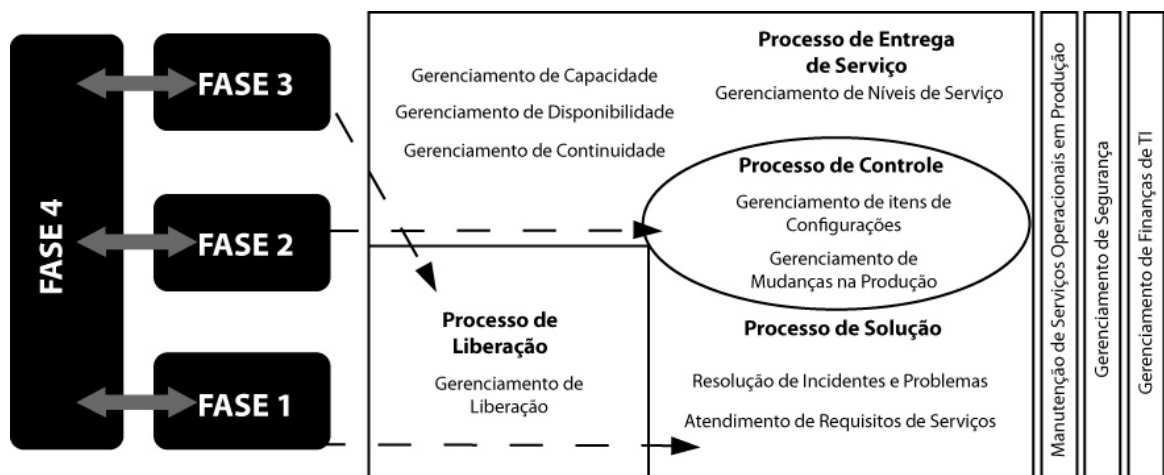 FASE 4
FASE 3
FASE 2
FASE 1
Gerenciamento de Capacidade
Gerenciamento de Disponibilidade
Gerenciamento de Continuidade
Processo de Entrega
de Serviço
Gerenciamento de Níveis de Serviço
Processo de Controle
Gerenciamento de itens de
Configurações
Gerenciamento de
Mudanças na Produção
Processo de
Liberação
Gerenciamento de
Liberação
Processo de Solução
Resolução de Incidentes e Problemas
Atendimento de Requisitos de Serviços
Manutenção de Serviços Operacionais em Produção
Gerenciamento de Segurança
Gerenciamento de Finanças de TI